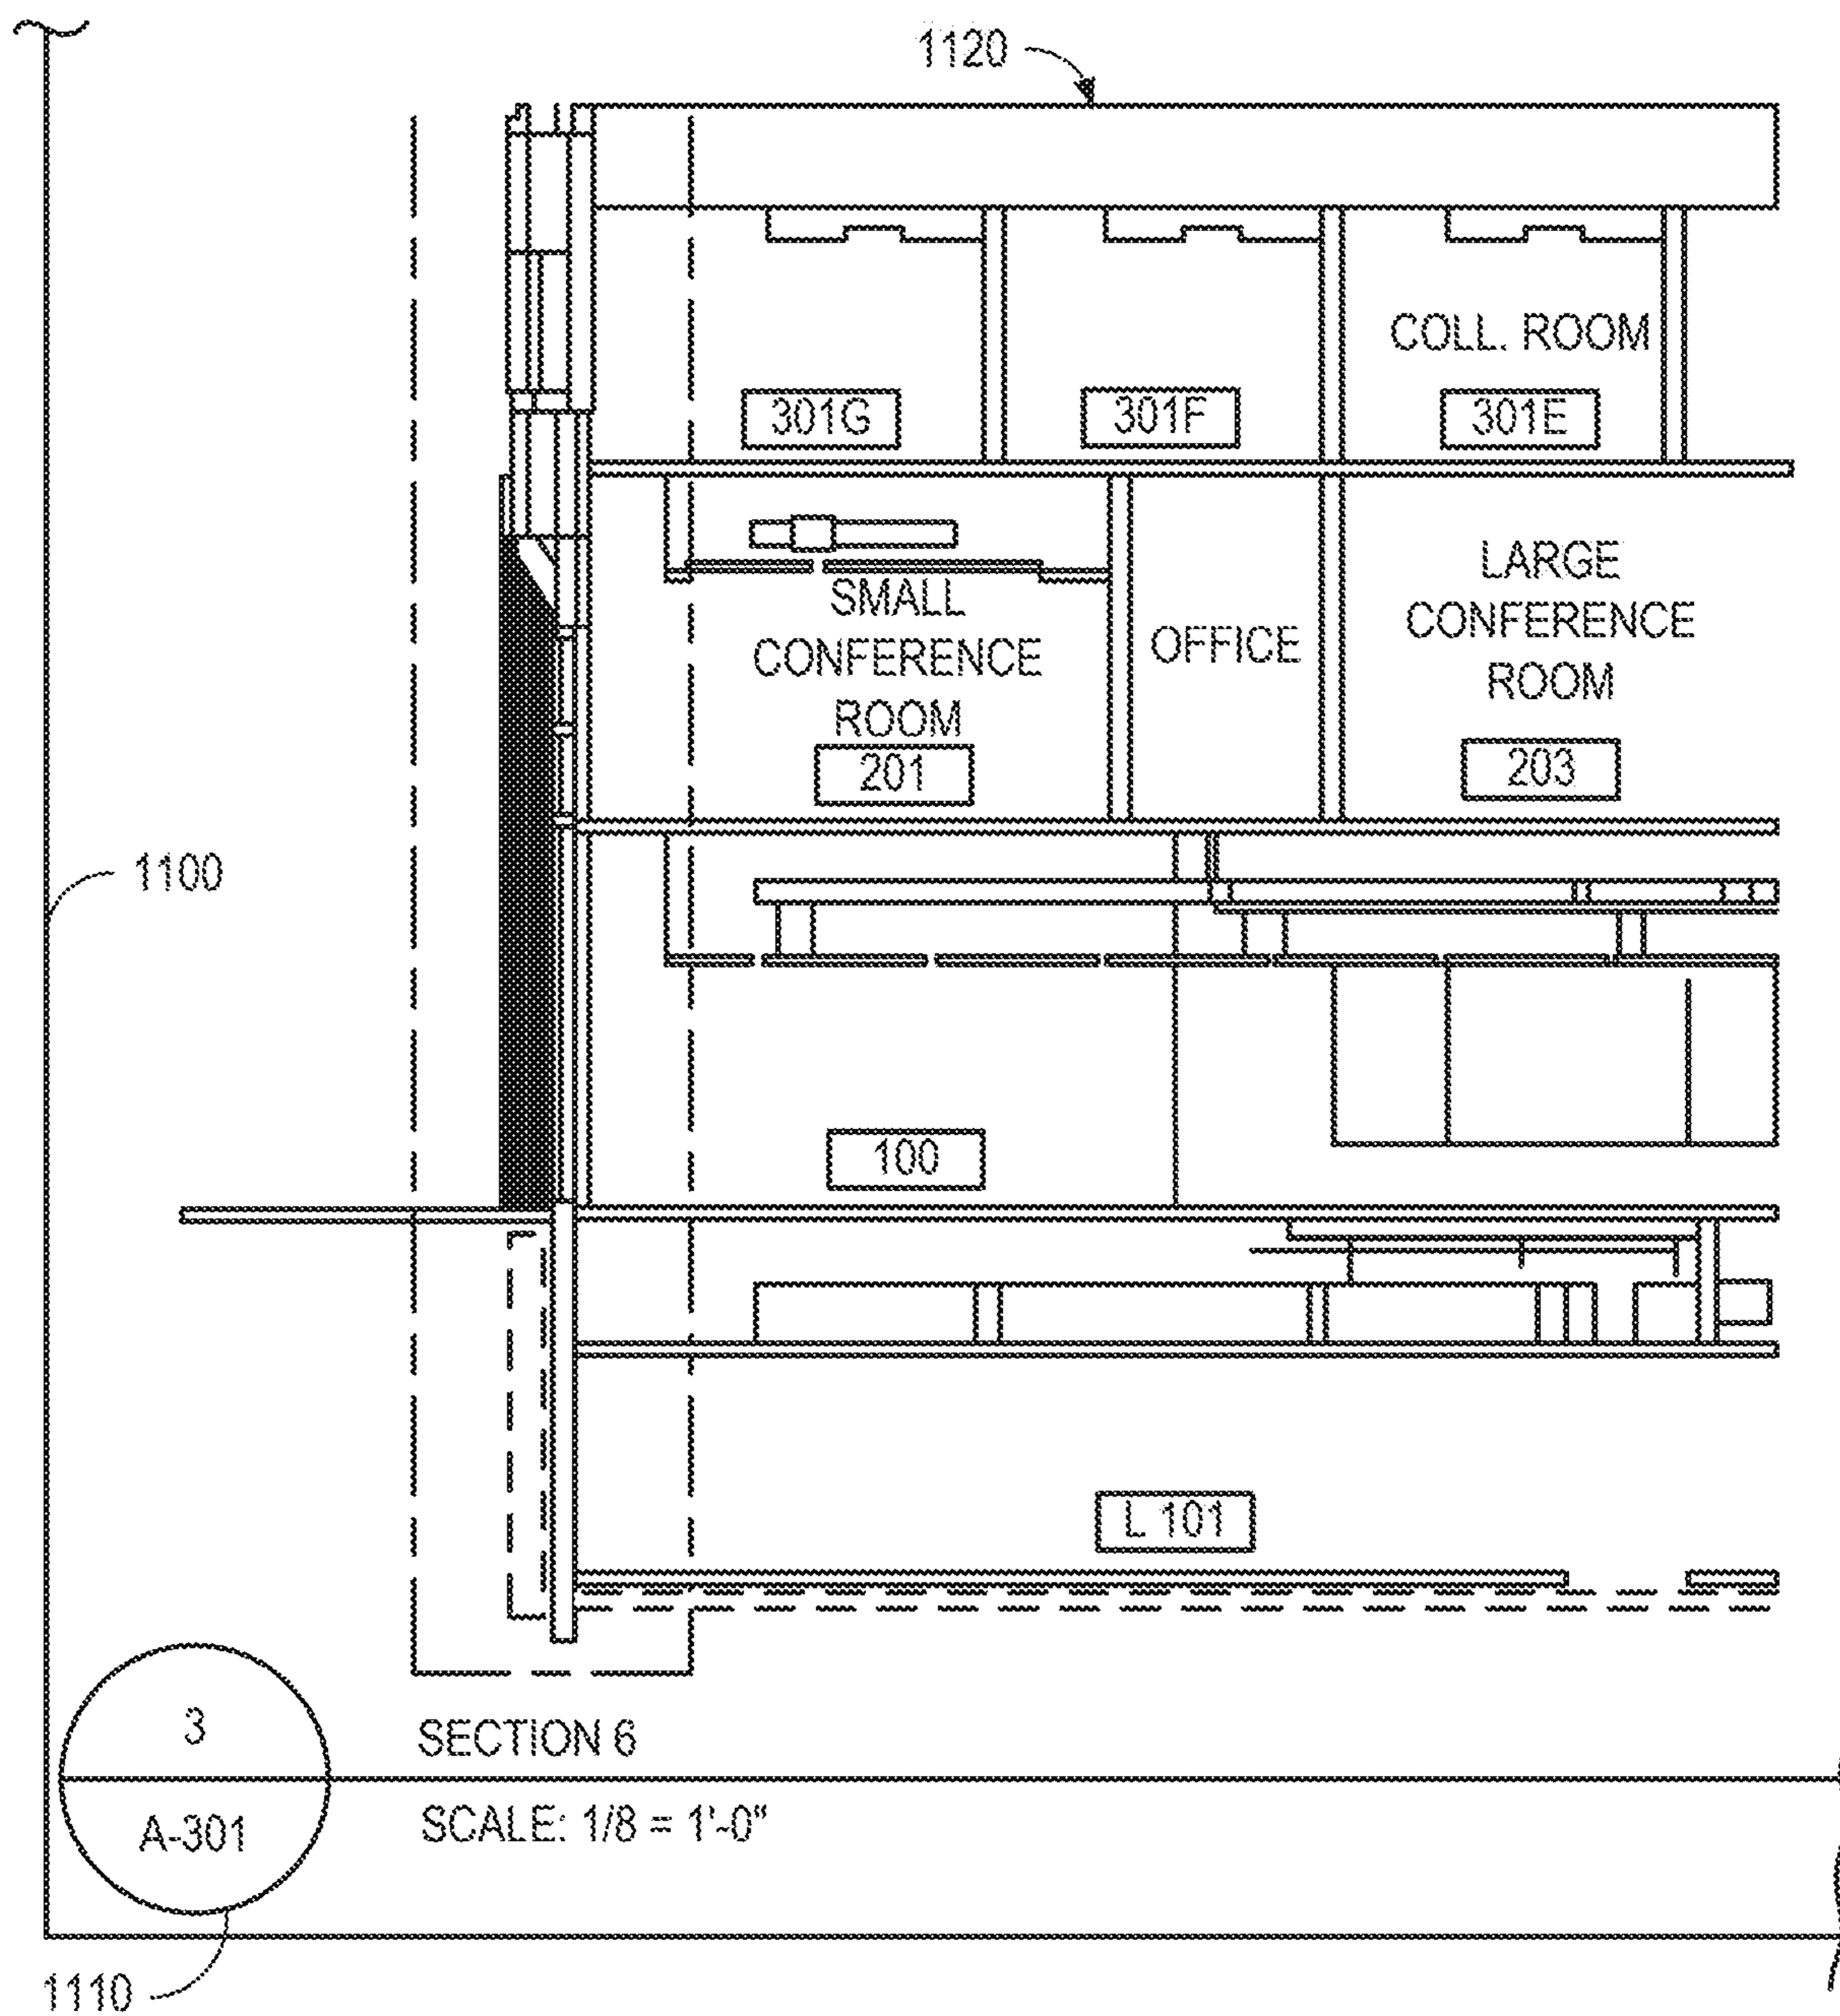 1120
COLL. ROOM
301G
301F
301E
SMALL
CONFERENCE
ROOM
201
OFFICE
LARGE
CONFERENCE
ROOM
203
1100
100
L 101
3
A-301
SECTION 6
SCALE: 1/8 = 1'-0"
1110